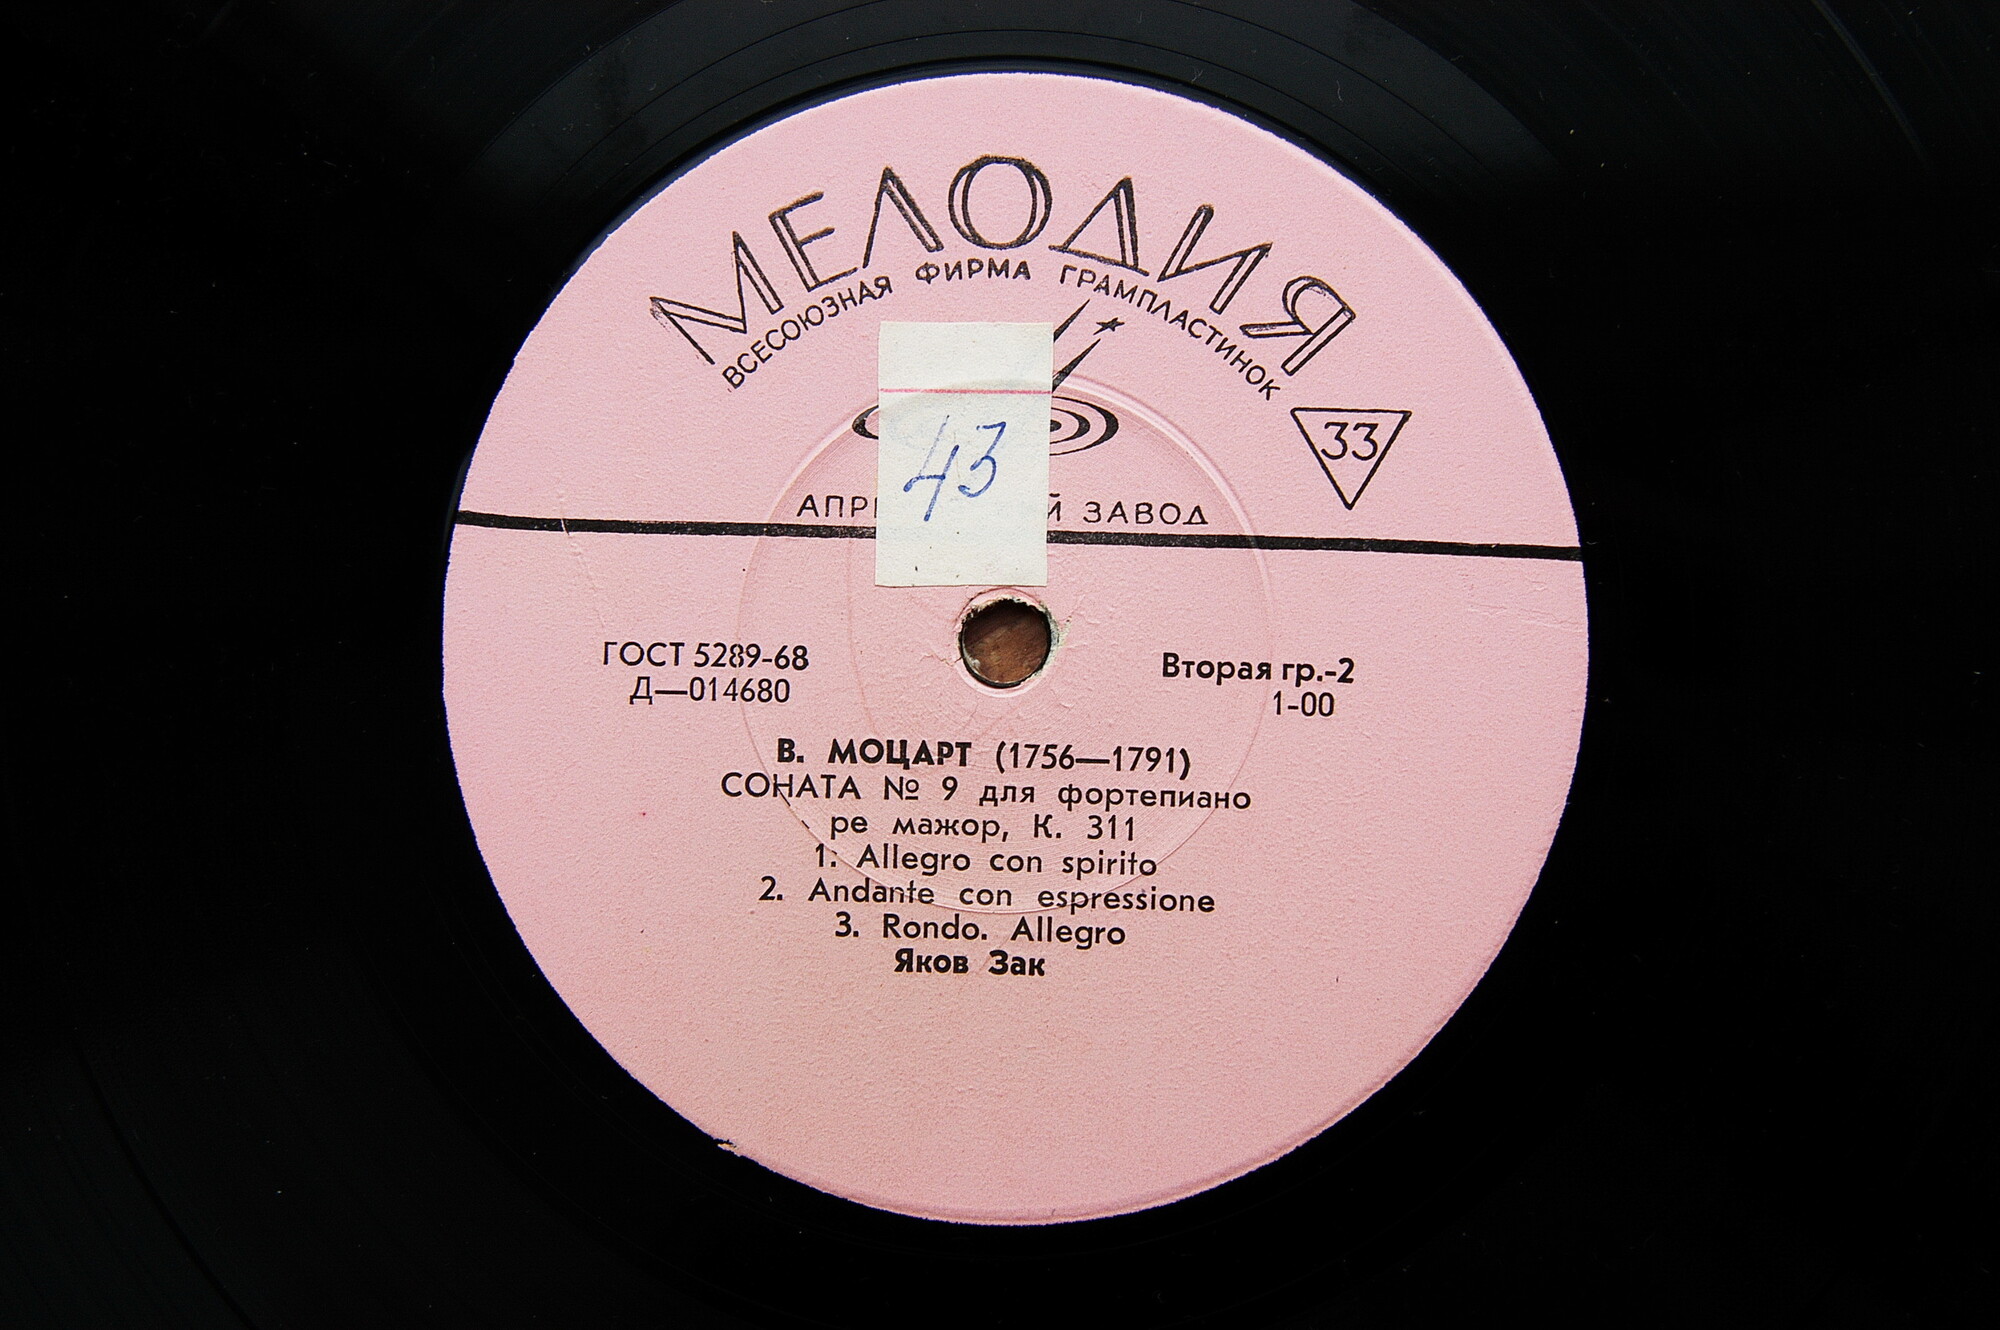 МЕЛОДИЯ
ВСЕСОЮЗНАЯ ФИРМА ГРАМПЛАСТИНОК
33
43
ЗАВОД
ГОСТ 5289-68
Д—014680
Вторая гр.-2
1-00
В. МОЦАРТ (1756—1791)
СОНАТА № 9 для фортепиано
ре мажор, К. 311
1. Allegro con spirito
2. Andante con espressione
3. Rondo. Allegro
Яков Зак